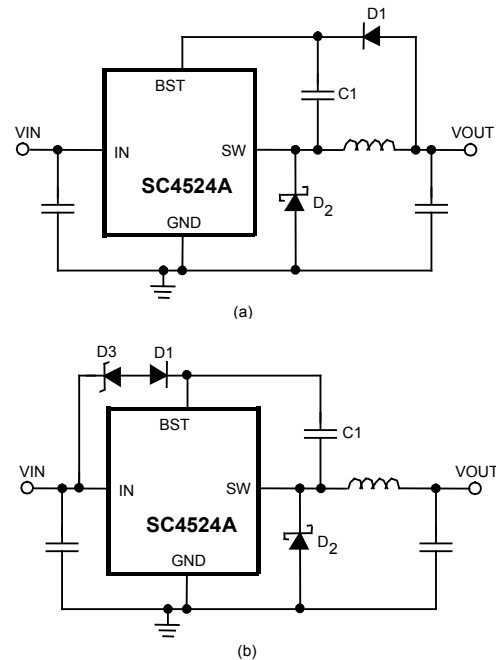 D1
BST
C1
VIN
VOUT
IN
SW
SC4524A
D2
GND
(a)
D3 D1
BST
C1
VIN
VOUT
IN
SW
SC4524A
D2
GND
(b)